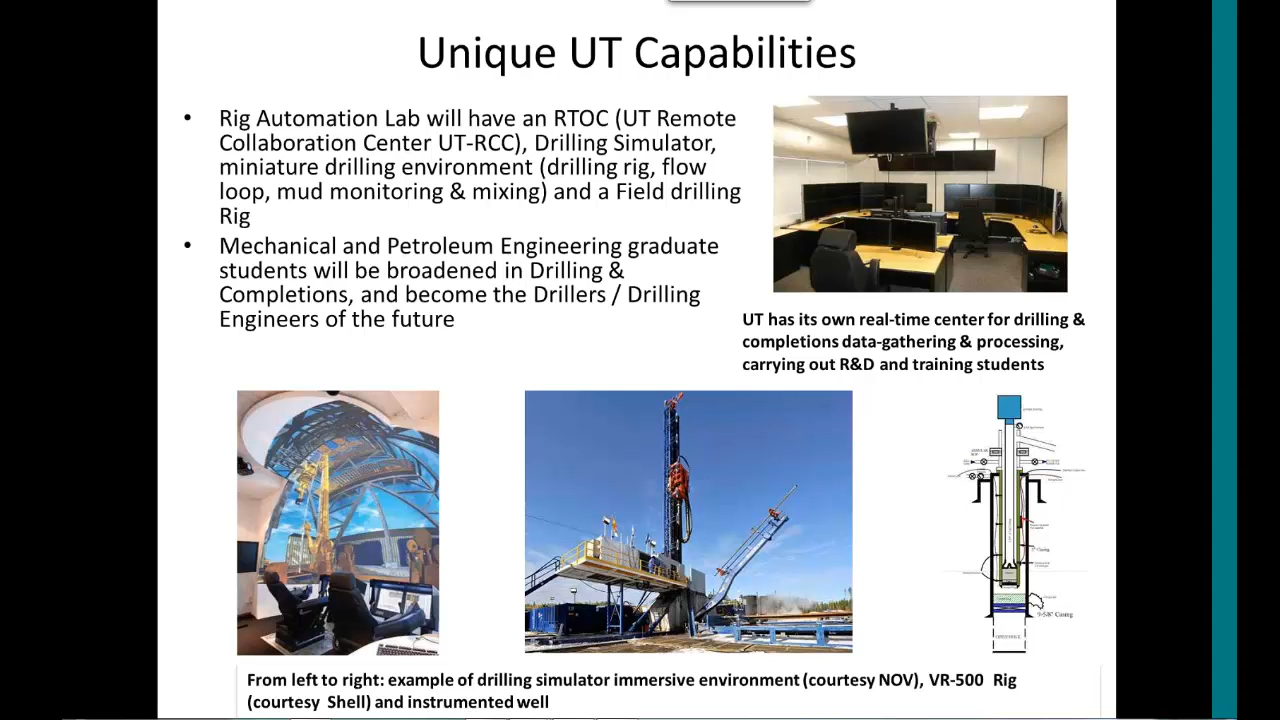 Unique UT Capabilities
• Rig Automation Lab will have an RTOC (UT Remote
Collaboration Center UT-RCC), Drilling Simulator,
miniature drilling environment (drilling rig, flow
loop, mud monitoring & mixing) and a Field drilling
Rig
• Mechanical and Petroleum Engineering graduate
students will be broadened in Drilling &
Completions, and become the Drillers / Drilling
Engineers of the future
UT has its own real-time center for drilling &
completions data-gathering & processing,
carrying out R&D and training students
9-5/8" Casing
From left to right: example of drilling simulator immersive environment (courtesy NOV), VR-500 Rig
(courtesy Shell) and instrumented well